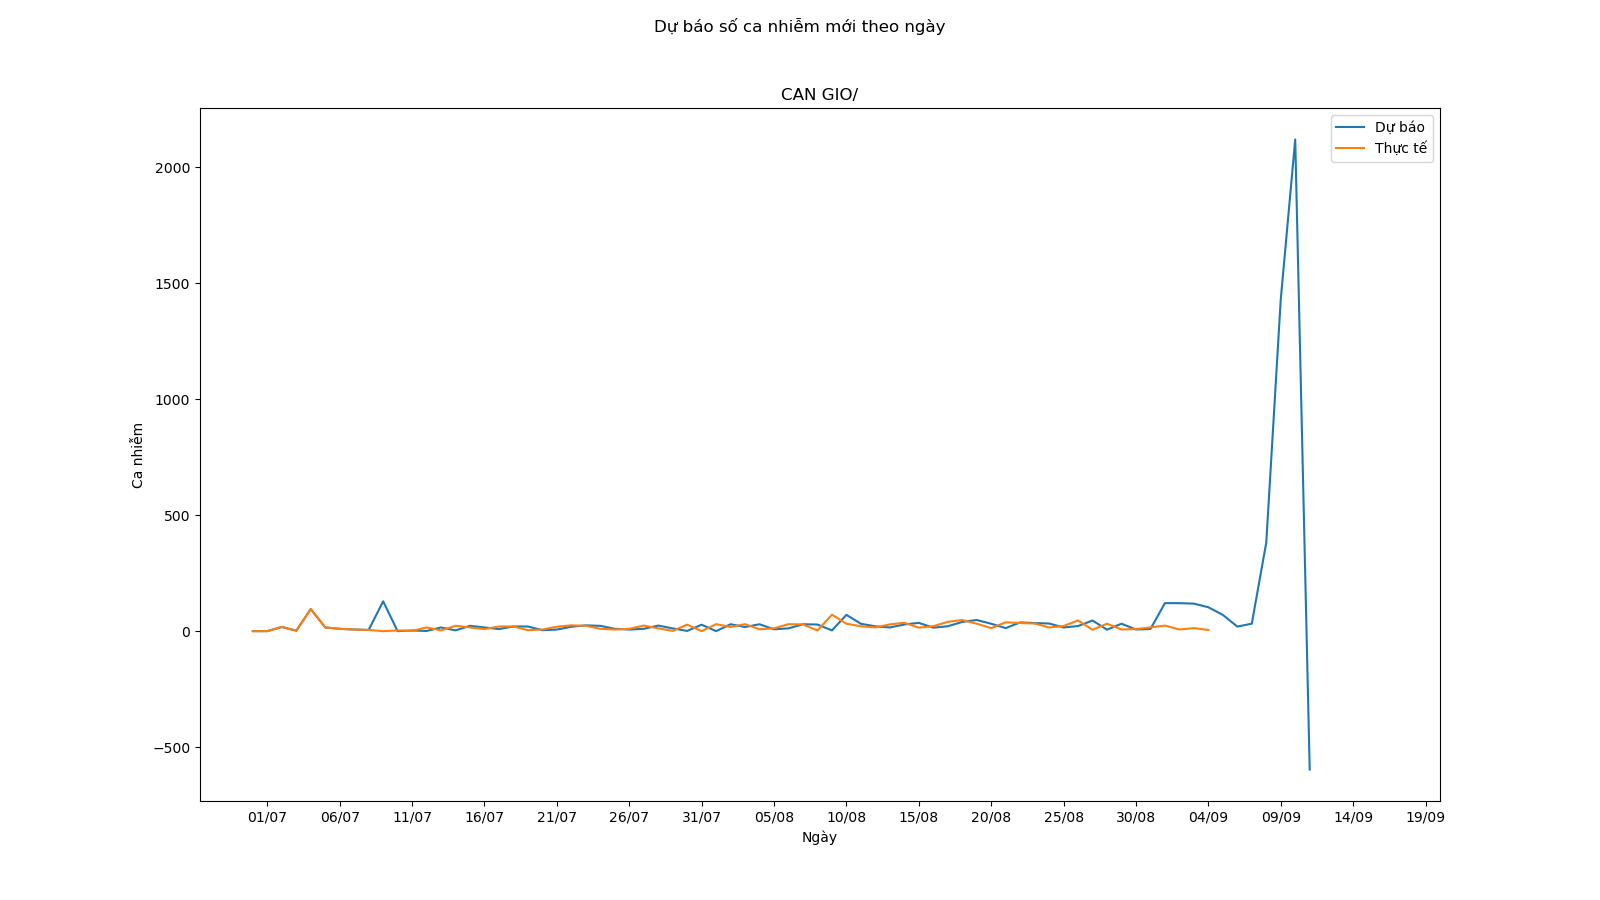 Dự báo số ca nhiễm mới theo ngày
CAN GIO/
Dự báo
Thực tế
2000
1500
1000
500
0
−500
Ca nhiễm
01/07 06/07 11/07 16/07 21/07 26/07 31/07 05/08 10/08 15/08 20/08 25/08 30/08 04/09 09/09 14/09 19/09
Ngày